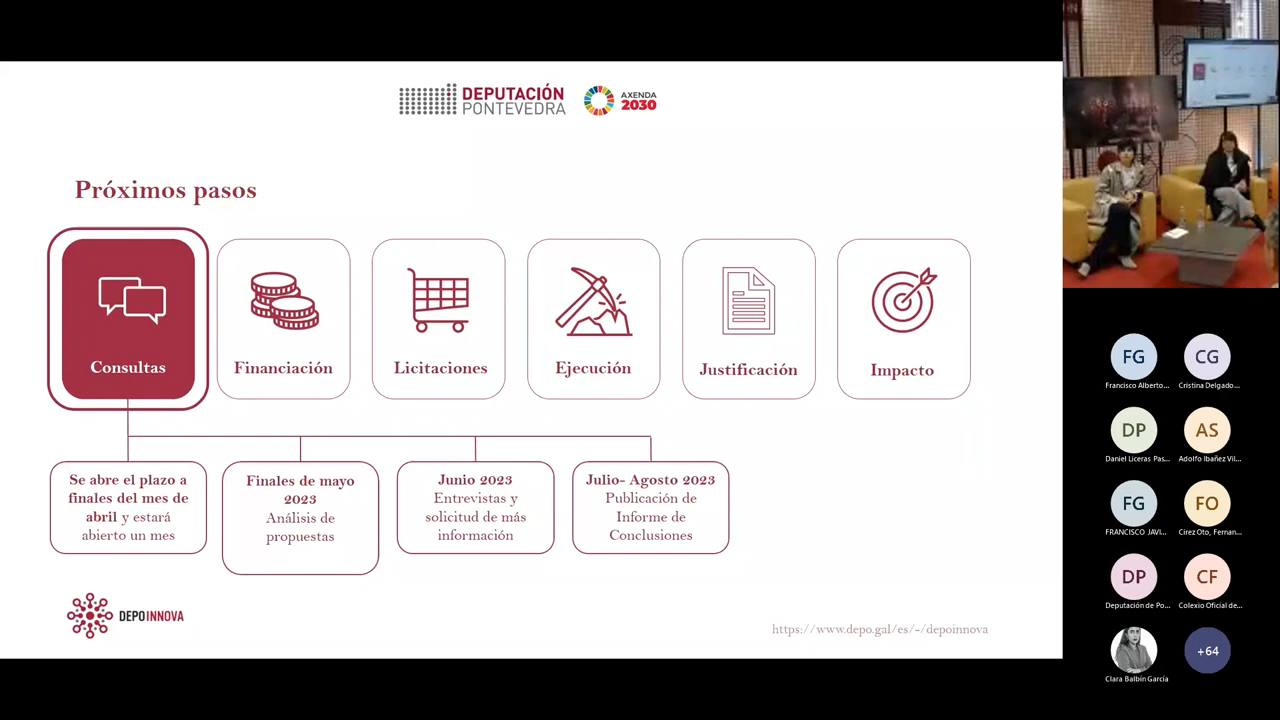 DEPUTACIÓN
PONTEVEDRA
AXENDA
2030
Próximos pasos
Consultas
Financiación
Licitaciones
Ejecución
Justificación
Impacto
Se abre el plazo a
finales del mes de
abril y estará
abierto un mes
Finales de mayo
2023
Análisis de
propuestas
Junio 2023
Entrevistas y
solicitud de más
información
Julio- Agosto 2023
Publicación de
Informe de
Conclusiones
DEPOINNOVA
https://www.depo.gal/es/-/depoinnova
FG
Francisco Alberto...
CG
Cristina Delgado...
DP
Daniel Liceras Pas...
AS
Adolfo Ibañez Vil...
FG
FRANCISCO JAVI...
FO
Cirez Oto, Fernan...
DP
Deputación de Po...
CF
Colexio Oficial de...
Clara Balbín García
+64